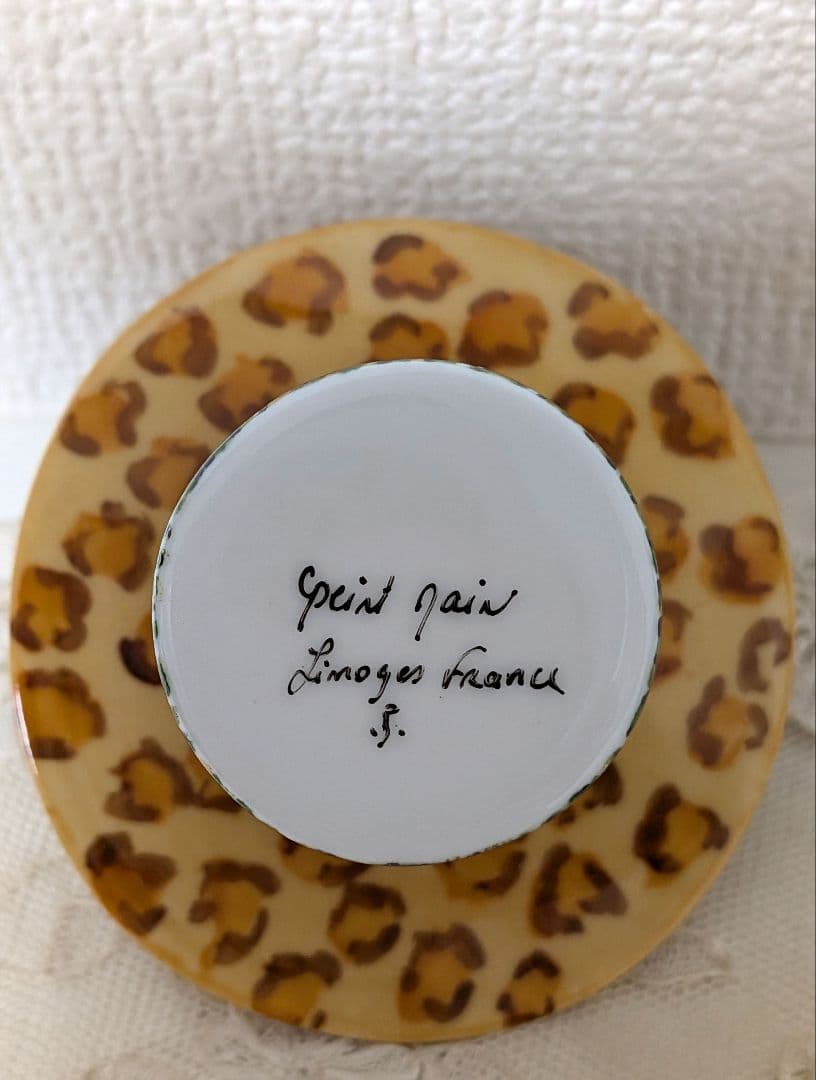 Peint Main
Limoges France
.S.